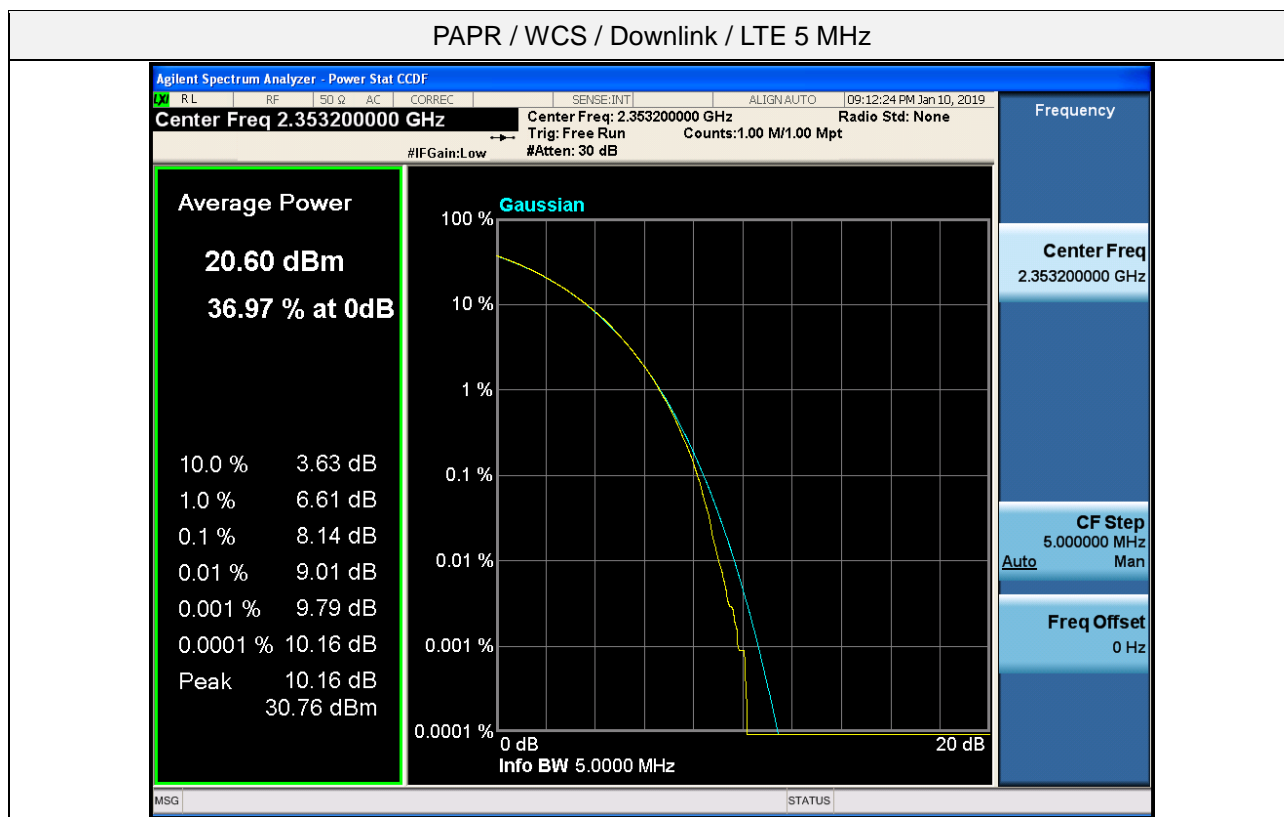 PAPR / WCS / Downlink / LTE 5 MHz
Agilent Spectrum Analyzer - Power Stat CCDF
LXI RL RF 50 Ω AC CORREC SENSE:INT ALIGN AUTO 09:12:24 PM Jan 10, 2019
Center Freq 2.353200000 GHz
Center Freq: 2.353200000 GHz Radio Std: None
Trig: Free Run Counts:1.00 M/1.00 Mpt
#IFGain:Low #Atten: 30 dB
Average Power
20.60 dBm
36.97 % at 0dB
10.0 % 3.63 dB
1.0 % 6.61 dB
0.1 % 8.14 dB
0.01 % 9.01 dB
0.001 % 9.79 dB
0.0001 % 10.16 dB
Peak 10.16 dB
30.76 dBm
Gaussian
100 %
10 %
1 %
0.1 %
0.01 %
0.001 %
0.0001 %
0 dB 20 dB
Info BW 5.0000 MHz
Frequency
Center Freq
2.353200000 GHz
CF Step
5.000000 MHz
Auto Man
Freq Offset
0 Hz
MSG STATUS